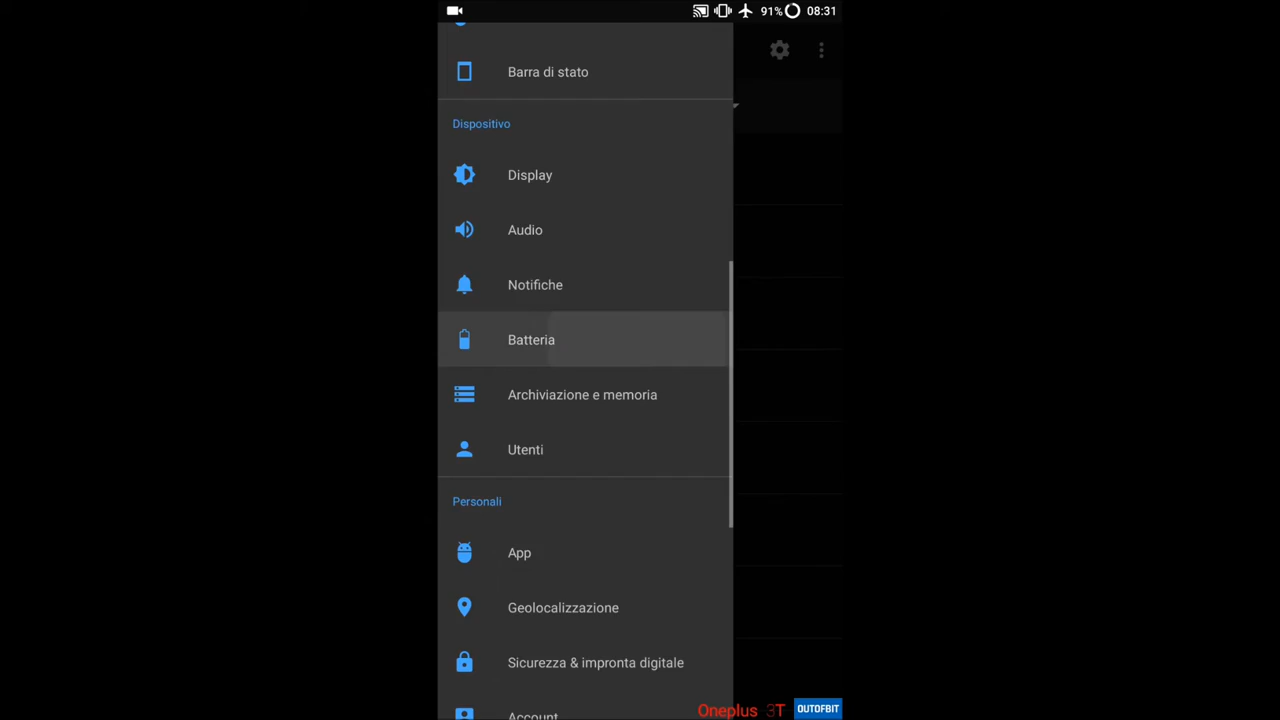 91% 08:31
Barra di stato
Dispositivo
Display
Audio
Notifiche
Batteria
Archiviazione e memoria
Utenti
Personali
App
Geolocalizzazione
Sicurezza & impronta digitale
Account
Oneplus 3T OUTOFBIT